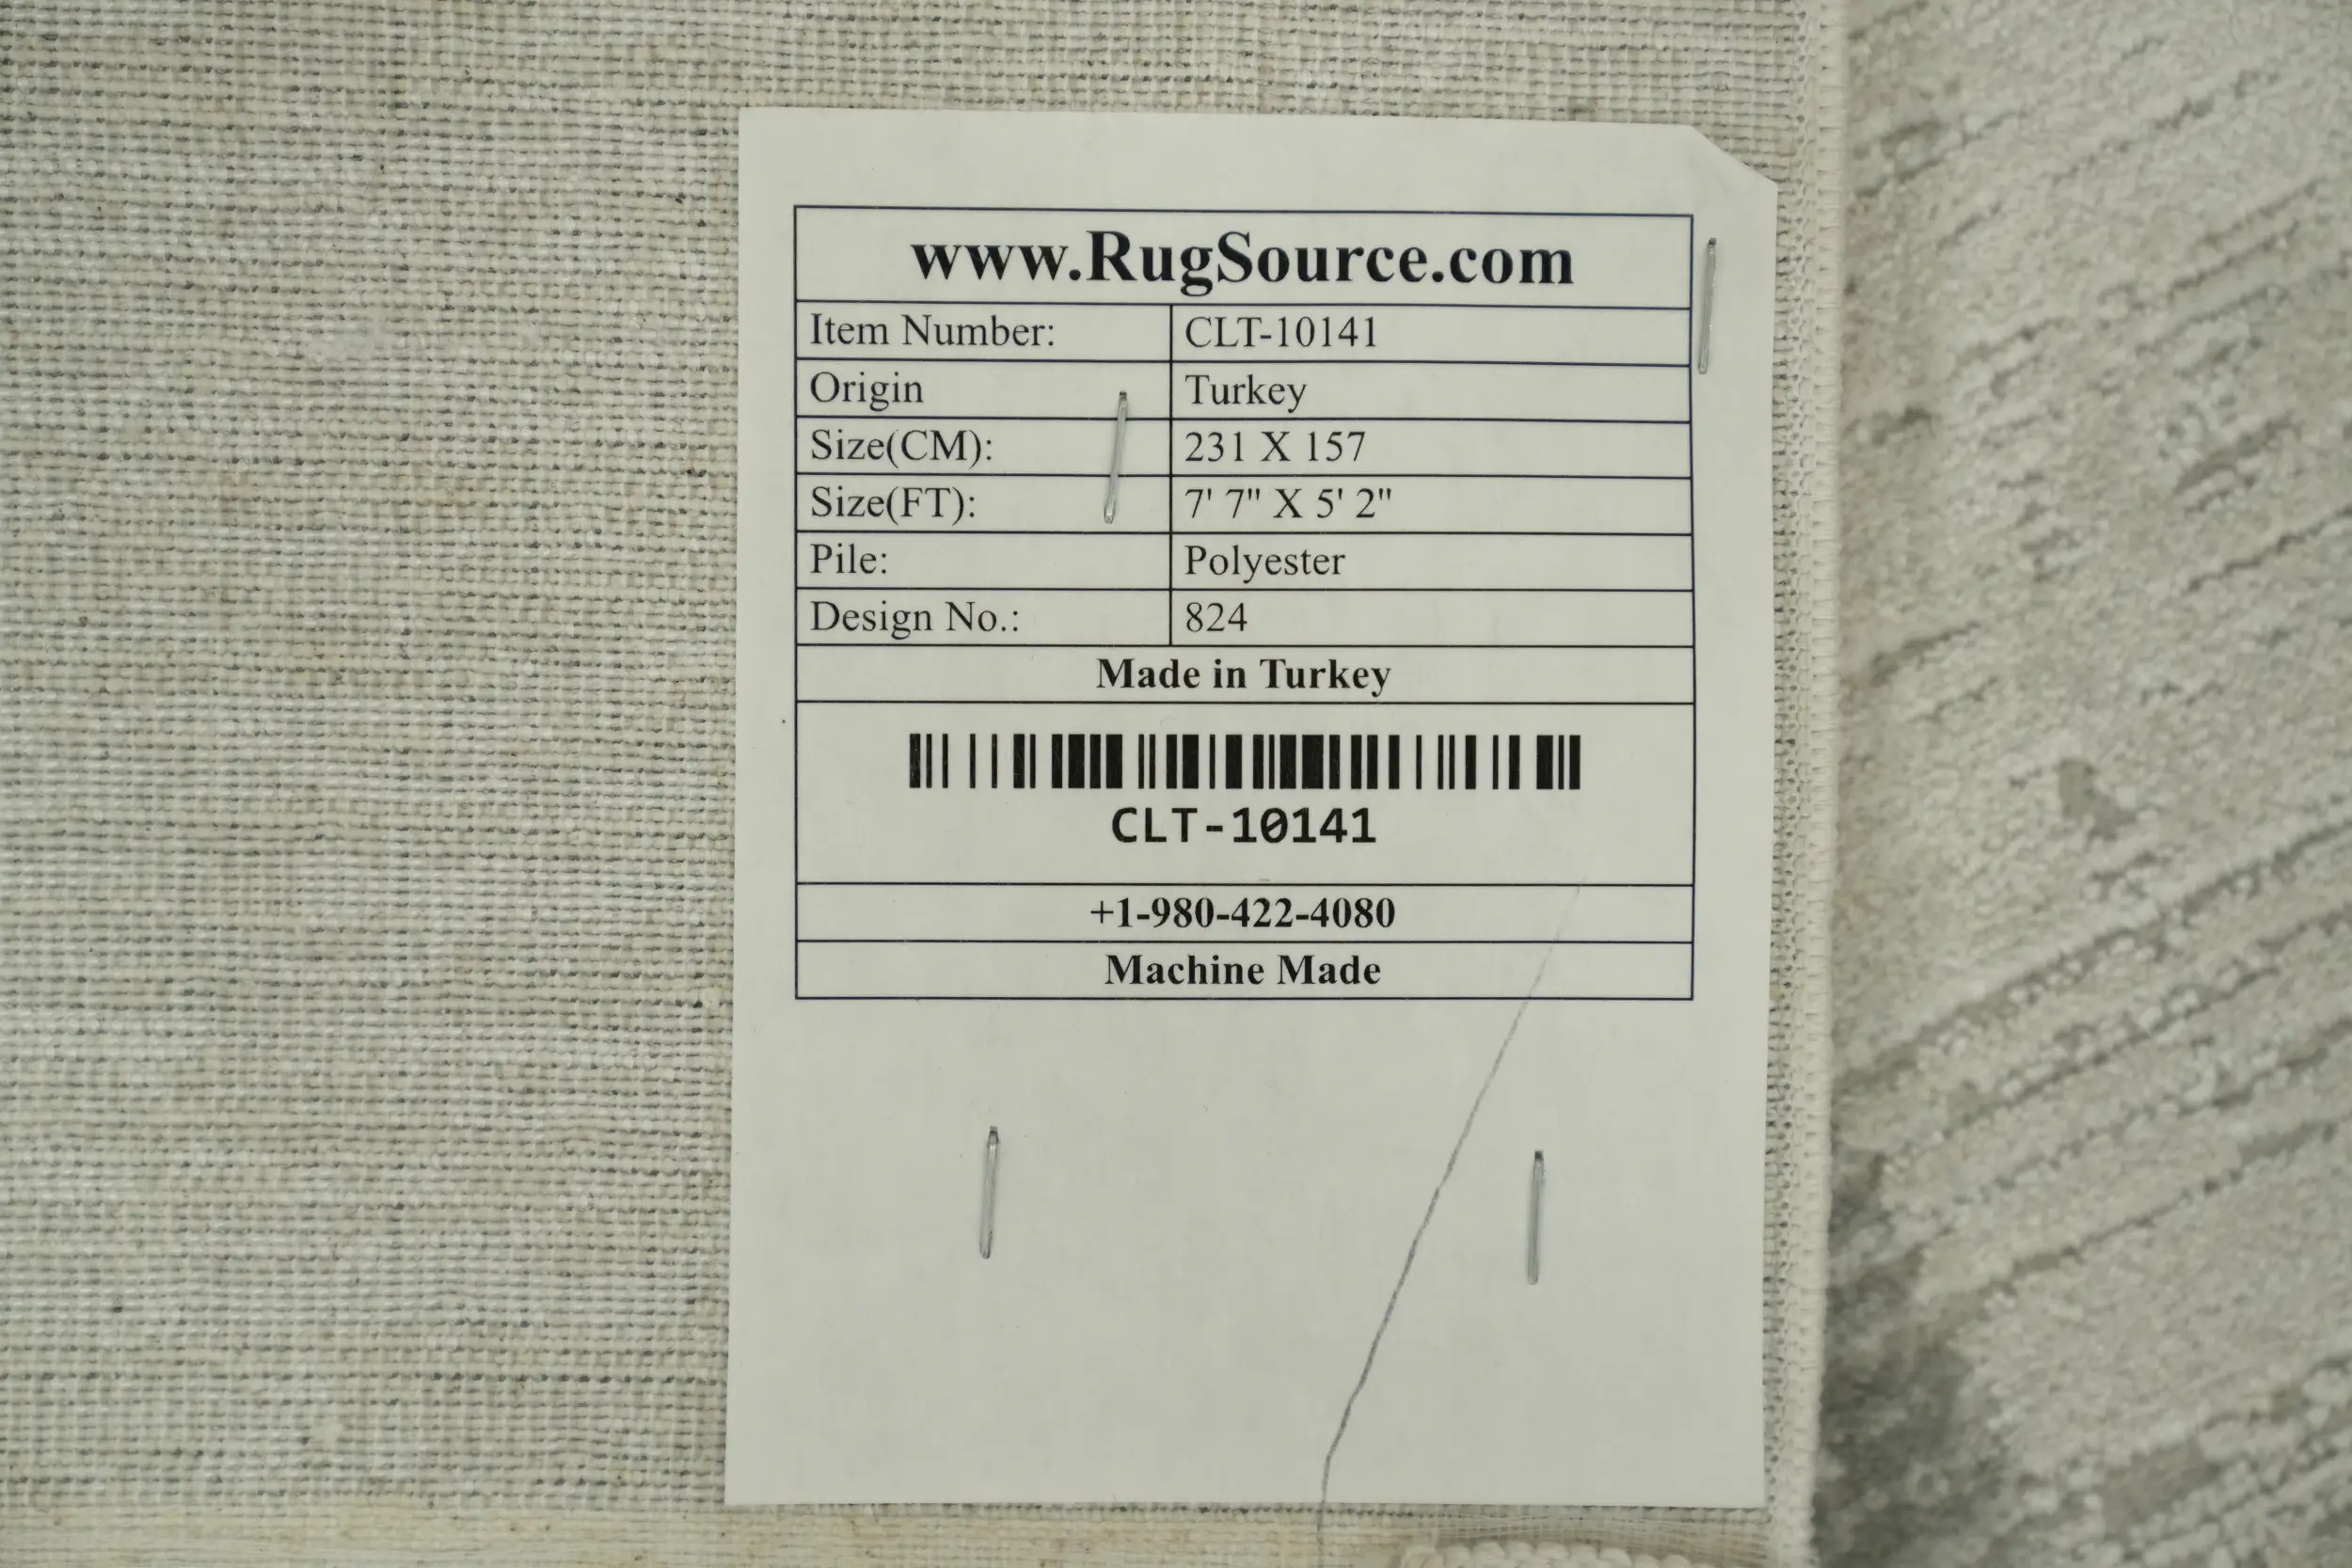 www.RugSource.com
Item Number: CLT-10141
Origin Turkey
Size(CM): 231 X 157
Size(FT): 7' 7" X 5' 2"
Pile: Polyester
Design No.: 824
Made in Turkey
CLT-10141
+1-980-422-4080
Machine Made